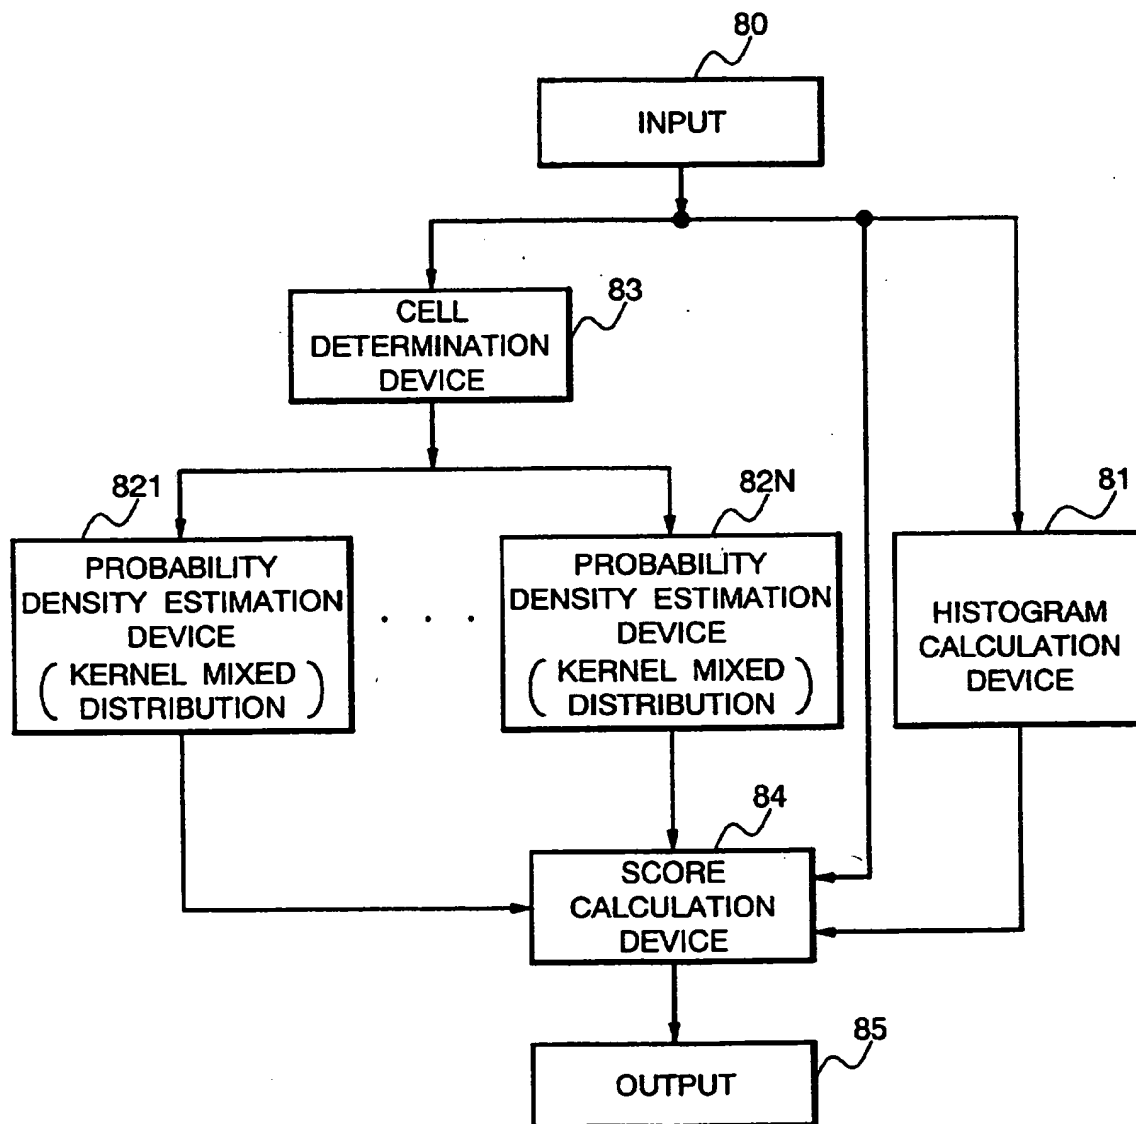 80
INPUT
83
CELL
DETERMINATION
DEVICE
821
PROBABILITY
DENSITY ESTIMATION
DEVICE
( KERNEL MIXED
DISTRIBUTION )
. . .
82N
PROBABILITY
DENSITY ESTIMATION
DEVICE
( KERNEL MIXED
DISTRIBUTION )
81
HISTOGRAM
CALCULATION
DEVICE
84
SCORE
CALCULATION
DEVICE
85
OUTPUT